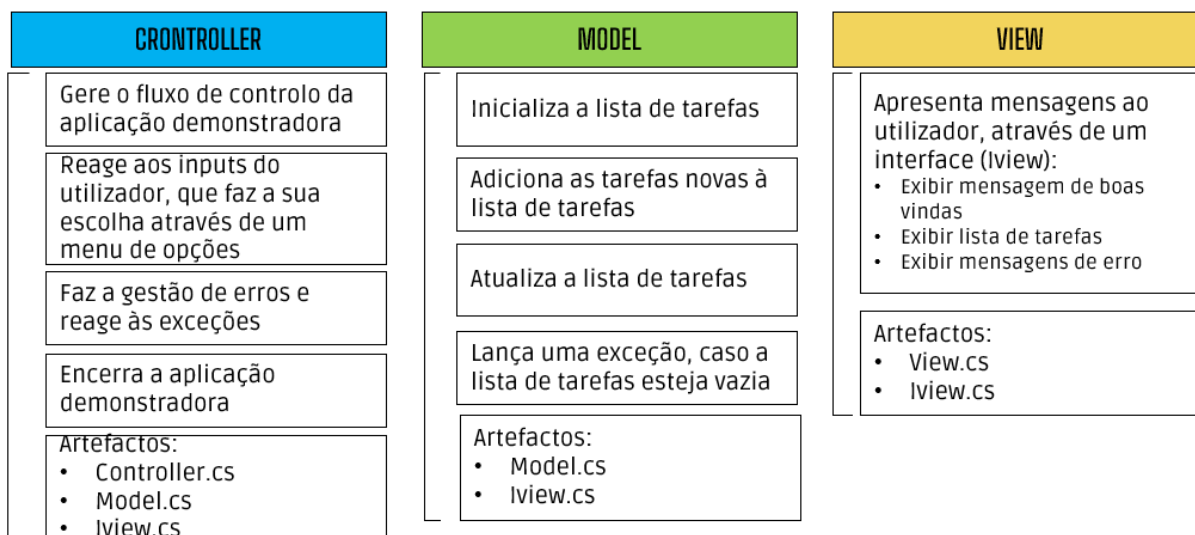 CRONTROLLER
Gere o fluxo de controlo da
aplicação demonstradora
Reage aos inputs do
utilizador, que faz a sua
escolha através de um
menu de opções
Faz a gestão de erros e
reage às exceções
Encerra a aplicação
demonstradora
Artefactos:
• Controller.cs
• Model.cs
• Iview.cs
MODEL
Inicializa a lista de tarefas
Adiciona as tarefas novas à
lista de tarefas
Atualiza a lista de tarefas
Lança uma exceção, caso a
lista de tarefas esteja vazia
Artefactos:
• Model.cs
• Iview.cs
VIEW
Apresenta mensagens ao
utilizador, através de um
interface (Iview):
• Exibir mensagem de boas
vindas
• Exibir lista de tarefas
• Exibir mensagens de erro
Artefactos:
• View.cs
• Iview.cs